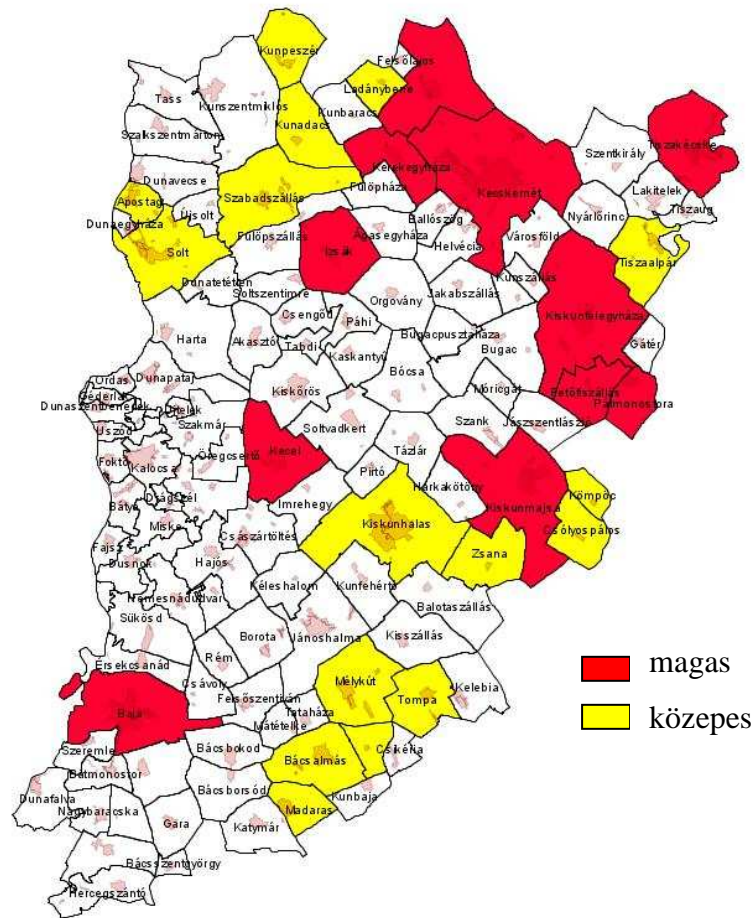 Kunpeszér
Felsőlajos
Tass
Kunszentmiklós
Ladánybene
Kunbaracs
Kunadacs
Szalkszentmárton
Tiszakécske
Szentkirály
Kerekegyháza
Dunavecse
Fülöpháza
Kecskemét
Lakitelek
Apostag
Szabadszállás
Újsolt
Ballószög
Nyárlőrinc
Tiszaug
Dunaegyháza
Fülöpszállás
Izsák
Ágasegyháza
Helvécia
Városföld
Solt
Tiszaalpár
Dunatetétlen
Soltszentimre
Orgovány
Jakabszállás
Kunszállás
Csengőd
Páhi
Kiskunfélegyháza
Harta
Akasztó
Tabdi
Bugacpusztaháza
Bugac
Gátér
Kaskantyú
Bócsa
Ordas
Dunapataj
Géderlak
Kiskőrös
Móricgát
Petőfiszállás
Dunaszentbenedek
Pálmonostora
Szakmár
Soltvadkert
Szank
Jászszentlászló
Uszód
Kecel
Tázlár
Foktő
Öregcsertő
Kalocsa
Pirtó
Harkakötöny
Kömpöc
Drágszél
Kiskunmajsa
Bátya
Imrehegy
Miske
Császártöltés
Kiskunhalas
Csólyospálos
Fajsz
Zsana
Dusnok
Hajós
Kéleshalom
Kunfehértó
Nemesnádudvar
Balotaszállás
Sükösd
Borota
Jánoshalma
Kisszállás
Rém
Érsekcsanád
Csávoly
Mélykút
magas
Felsőszentiván
Tompa
Kelebia
Baja
Tataháza
Mátételke
közepes
Szeremle
Bácsbokod
Csikéria
Bátmonostor
Bácsalmás
Bácsborsód
Dunafalva
Nagybaracska
Madaras
Kunbaja
Gara
Katymár
Bácsszentgyörgy
Hercegszántó